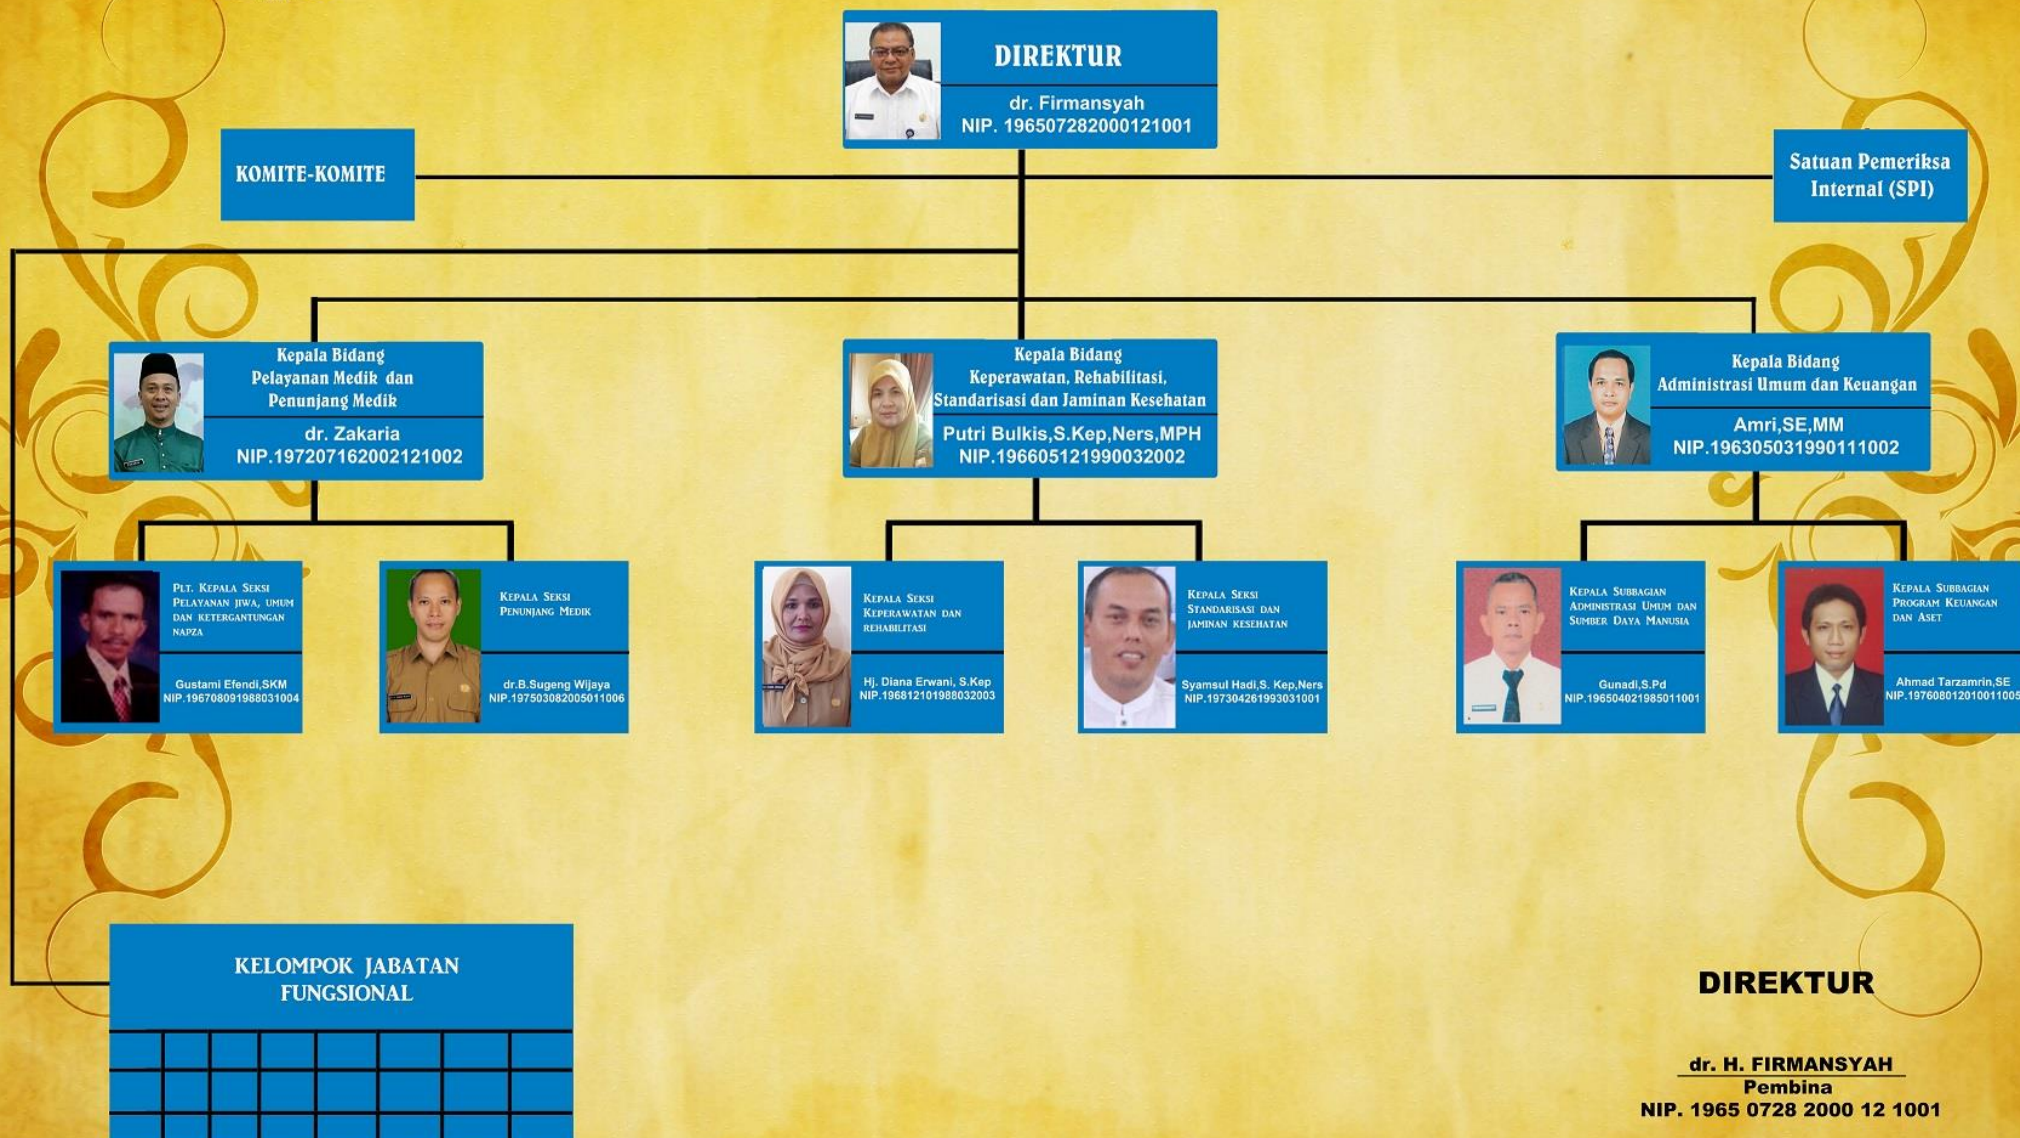 DIREKTUR
dr. Firmansyah
NIP. 196507282000121001
KOMITE-KOMITE
Satuan Pemeriksa
Internal (SPI)
Kepala Bidang
Pelayanan Medik dan
Penunjang Medik
dr. Zakaria
NIP.197207162002121002
Kepala Bidang
Keperawatan, Rehabilitasi,
Standarisasi dan Jaminan Kesehatan
Putri Bulkis,S.Kep,Ners,MPH
NIP.196605121990032002
Kepala Bidang
Administrasi Umum dan Keuangan
Amri,SE,MM
NIP.196305031990111002
PLT. KEPALA SEKSI
PELAYANAN JIWA, UMUM
DAN KETERGANTUNGAN
NAPZA
Gustami Efendi,SKM
NIP.196708091988031004
KEPALA SEKSI
PENUNJANG MEDIK
dr.B.Sugeng Wijaya
NIP.197503082005011006
KEPALA SEKSI
KEPERAWATAN DAN
REHABILITASI
Hj. Diana Erwani, S.Kep
NIP.196812101988032003
KEPALA SEKSI
STANDARISASI DAN
JAMINAN KESEHATAN
Syamsul Hadi,S. Kep,Ners
NIP.197304261993031001
KEPALA SUBBAGIAN
ADMINISTRASI UMUM DAN
SUMBER DAYA MANUSIA
Gunadi,S.Pd
NIP.196504021985011001
KEPALA SUBBAGIAN
PROGRAM KEUANGAN
DAN ASET
Ahmad Tarzamrin,SE
NIP.197608012010011005
KELOMPOK JABATAN
FUNGSIONAL
DIREKTUR
dr. H. FIRMANSYAH
Pembina
NIP. 1965 0728 2000 12 1001